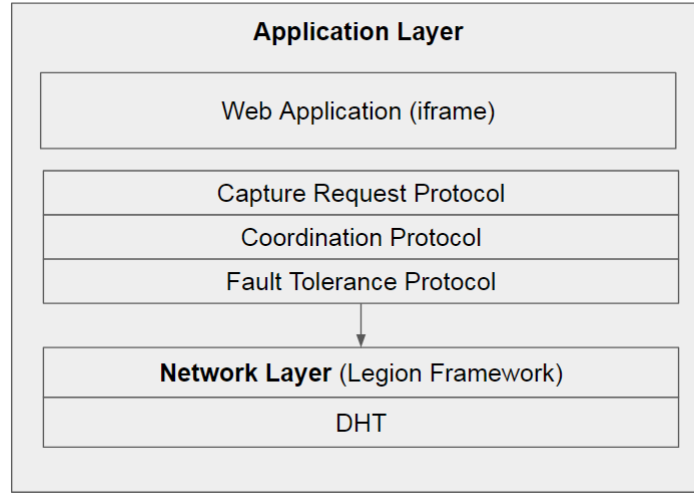 Application Layer
Web Application (iframe)
Capture Request Protocol
Coordination Protocol
Fault Tolerance Protocol
Network Layer (Legion Framework)
DHT